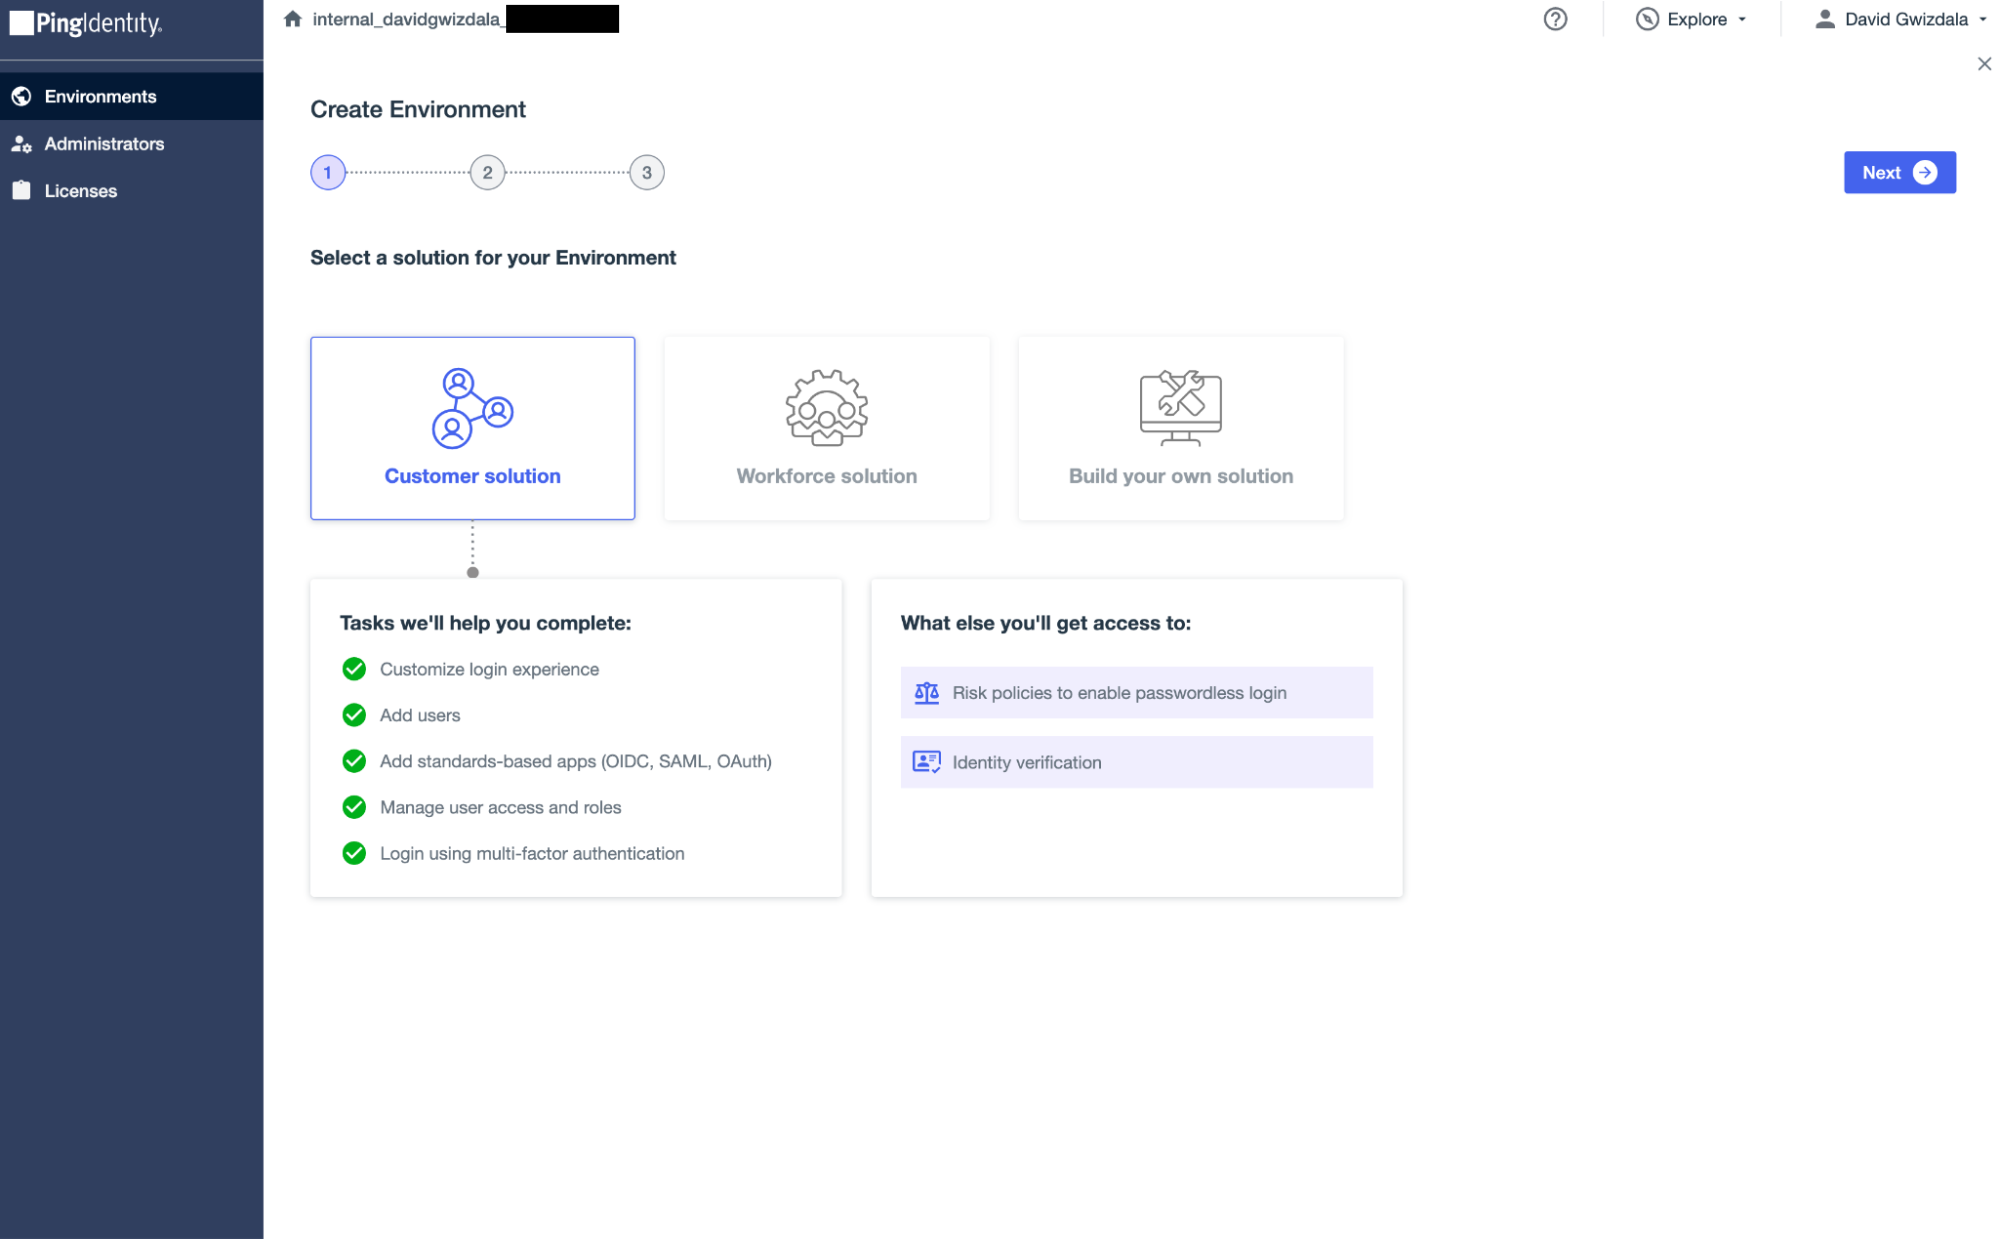 PingIdentity.
internal_davidgwizdala_
Explore
David Gwizdala
Environments
Administrators
Licenses
Create Environment
1
2
3
Next
Select a solution for your Environment
Customer solution
Workforce solution
Build your own solution
Tasks we'll help you complete:
Customize login experience
Add users
Add standards-based apps (OIDC, SAML, OAuth)
Manage user access and roles
Login using multi-factor authentication
What else you'll get access to:
Risk policies to enable passwordless login
Identity verification